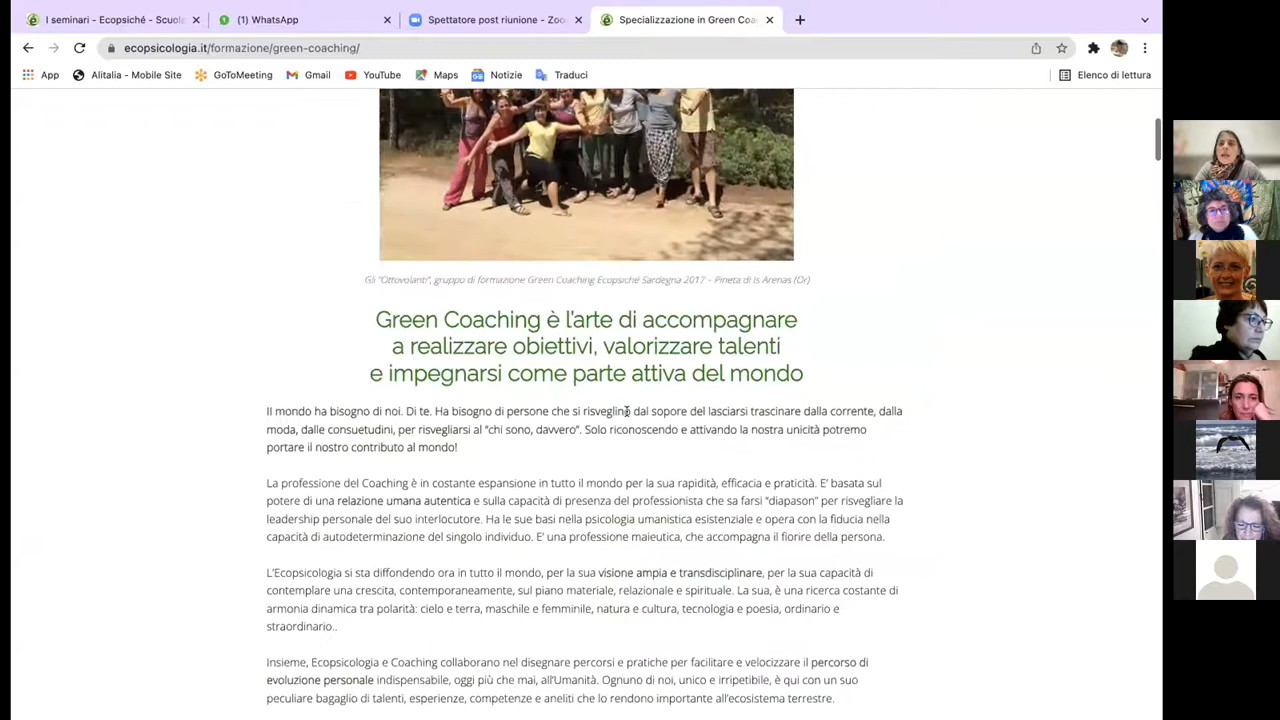 I seminari - Ecopsiché - Scuola
(1) WhatsApp
Spettatore post riunione - Zoo
Specializzazione in Green Coa
ecopsicologia.it/formazione/green-coaching/
App
Alitalia - Mobile Site
GoToMeeting
Gmail
YouTube
Maps
Notizie
Traduci
Elenco di lettura
Gli "Ottovolanti", gruppo di formazione Green Coaching Ecopsiché Sardegna 2017 – Pineta di Is Arenas (Or)
Green Coaching è l'arte di accompagnare
a realizzare obiettivi, valorizzare talenti
e impegnarsi come parte attiva del mondo
Il mondo ha bisogno di noi. Di te. Ha bisogno di persone che si risveglino dal sopore del lasciarsi trascinare dalla corrente, dalla
moda, dalle consuetudini, per risvegliarsi al "chi sono, davvero". Solo riconoscendo e attivando la nostra unicità potremo
portare il nostro contributo al mondo!
La professione del Coaching è in costante espansione in tutto il mondo per la sua rapidità, efficacia e praticità. E' basata sul
potere di una relazione umana autentica e sulla capacità di presenza del professionista che sa farsi "diapason" per risvegliare la
leadership personale del suo interlocutore. Ha le sue basi nella psicologia umanistica esistenziale e opera con la fiducia nella
capacità di autodeterminazione del singolo individuo. E' una professione maieutica, che accompagna il fiorire della persona.
L'Ecopsicologia si sta diffondendo ora in tutto il mondo, per la sua visione ampia e transdisciplinare, per la sua capacità di
contemplare una crescita, contemporaneamente, sul piano materiale, relazionale e spirituale. La sua, è una ricerca costante di
armonia dinamica tra polarità: cielo e terra, maschile e femminile, natura e cultura, tecnologia e poesia, ordinario e
straordinario..
Insieme, Ecopsicologia e Coaching collaborano nel disegnare percorsi e pratiche per facilitare e velocizzare il percorso di
evoluzione personale indispensabile, oggi più che mai, all'Umanità. Ognuno di noi, unico e irripetibile, è qui con un suo
peculiare bagaglio di talenti, esperienze, competenze e aneliti che lo rendono importante all'ecosistema terrestre.